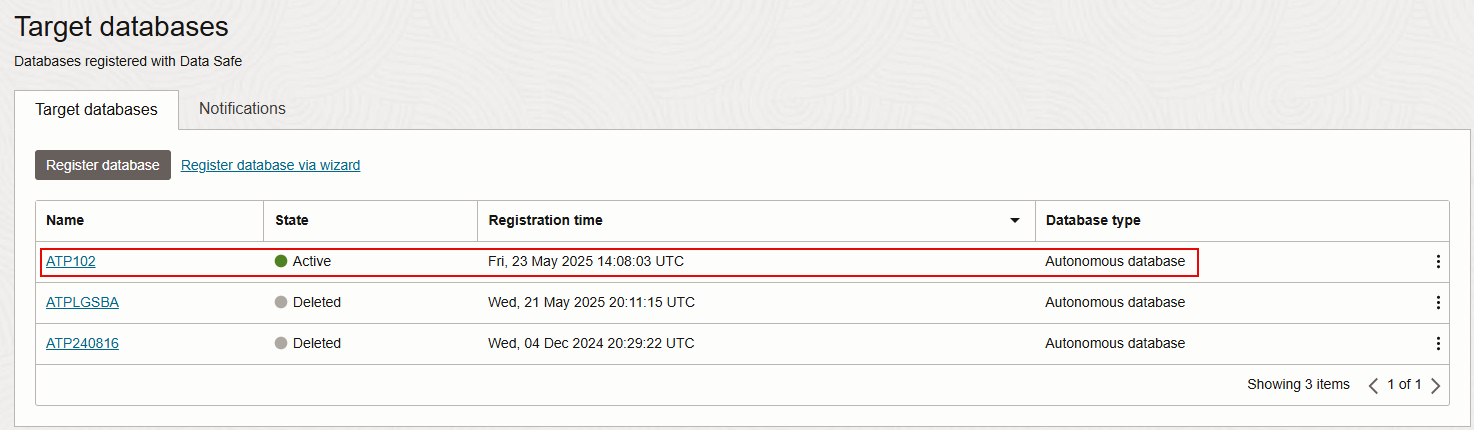 Target databases
Databases registered with Data Safe
Target databases Notifications
Register database Register database via wizard
Name State Registration time Database type
ATP102 Active Fri, 23 May 2025 14:08:03 UTC Autonomous database
ATPLGSBA Deleted Wed, 21 May 2025 20:11:15 UTC Autonomous database
ATP240816 Deleted Wed, 04 Dec 2024 20:29:22 UTC Autonomous database
Showing 3 items 1 of 1